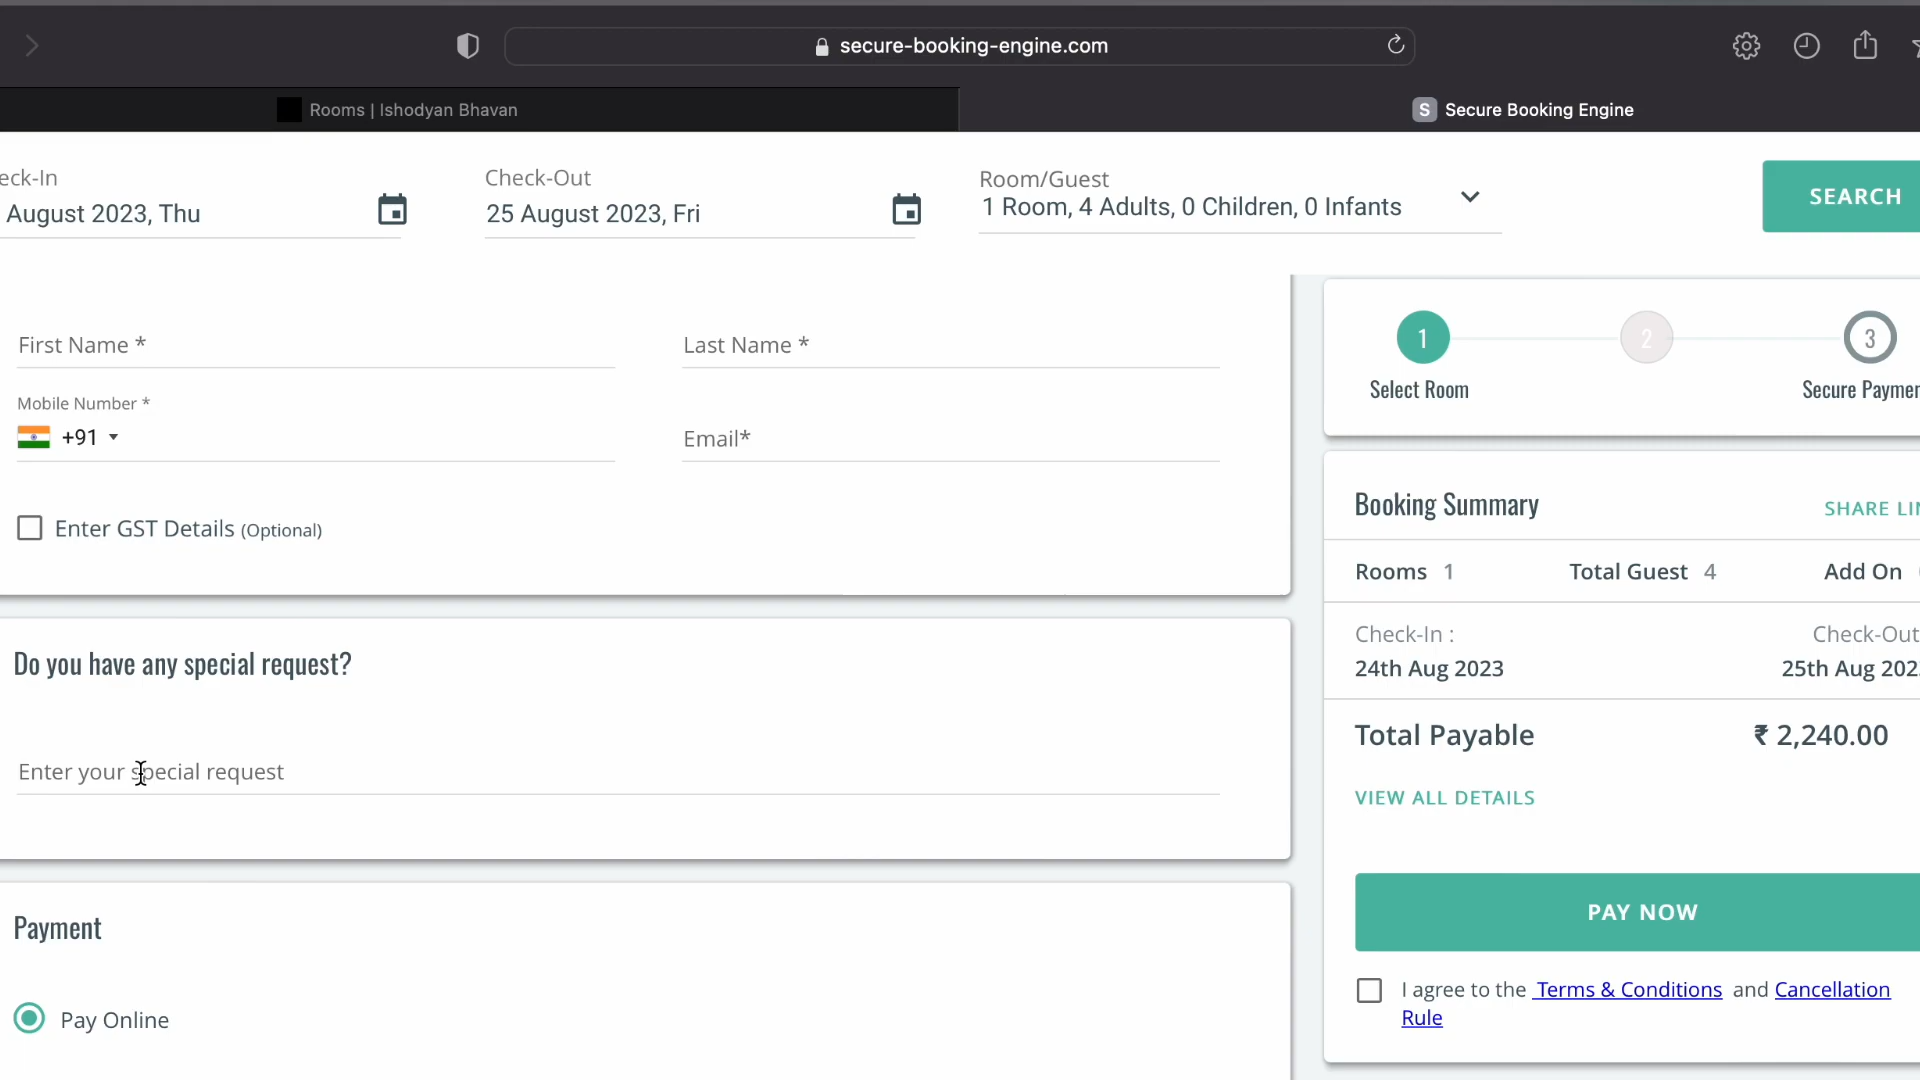 secure-booking-engine.com
Rooms | Ishodyan Bhavan
S Secure Booking Engine
eck-In
August 2023, Thu
Check-Out
25 August 2023, Fri
Room/Guest
1 Room, 4 Adults, 0 Children, 0 Infants
SEARCH
First Name *
Last Name *
Mobile Number *
+91
Email*
Enter GST Details (Optional)
Do you have any special request?
Enter your special request
Payment
Pay Online
1
2
3
Select Room
Secure Paymen
Booking Summary
SHARE LIN
Rooms 1
Total Guest 4
Add On
Check-In :
24th Aug 2023
Check-Out
25th Aug 202
Total Payable
₹ 2,240.00
VIEW ALL DETAILS
PAY NOW
I agree to the Terms & Conditions and Cancellation
Rule